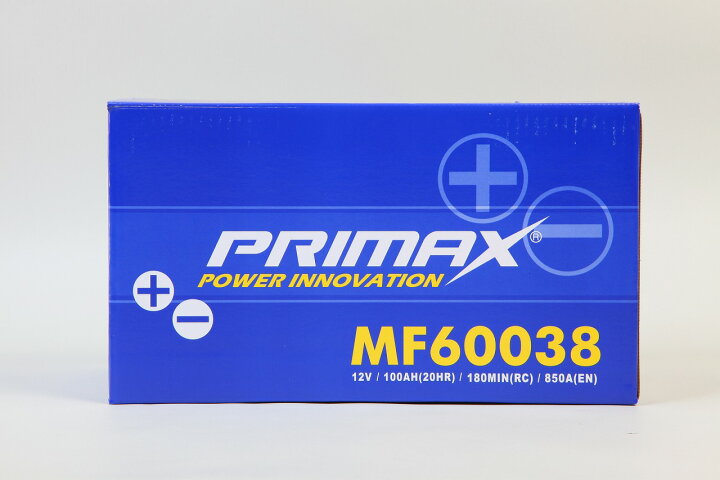 PRIMAX®
POWER INNOVATION
MF60038
12V / 100AH(20HR) / 180MIN(RC) / 850A(EN)